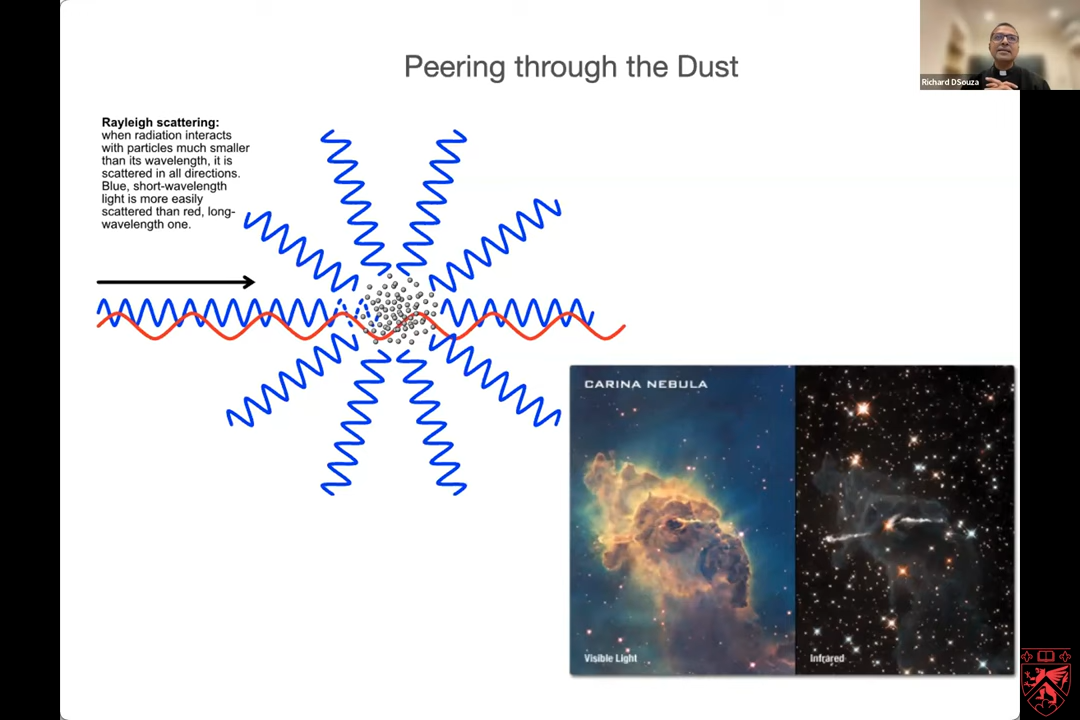 Peering through the Dust
Richard DSouza
Rayleigh scattering:
when radiation interacts
with particles much smaller
than its wavelength, it is
scattered in all directions.
Blue, short-wavelength
light is more easily
scattered than red, long-
wavelength one.
CARINA NEBULA
Visible Light
Infrared